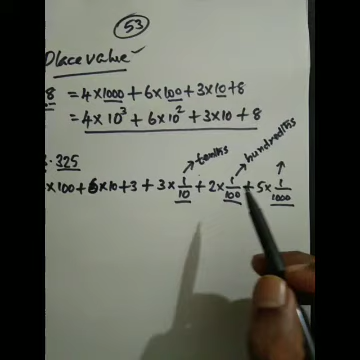 53
Place value
8 = 4×1000 + 6×100 + 3×10 + 8
= 4×10³ + 6×10² + 3×10 + 8
.325
tenths hundredths
×100 + 6×10 + 3 + 3×1/10 + 2×1/100 + 5×1/1000